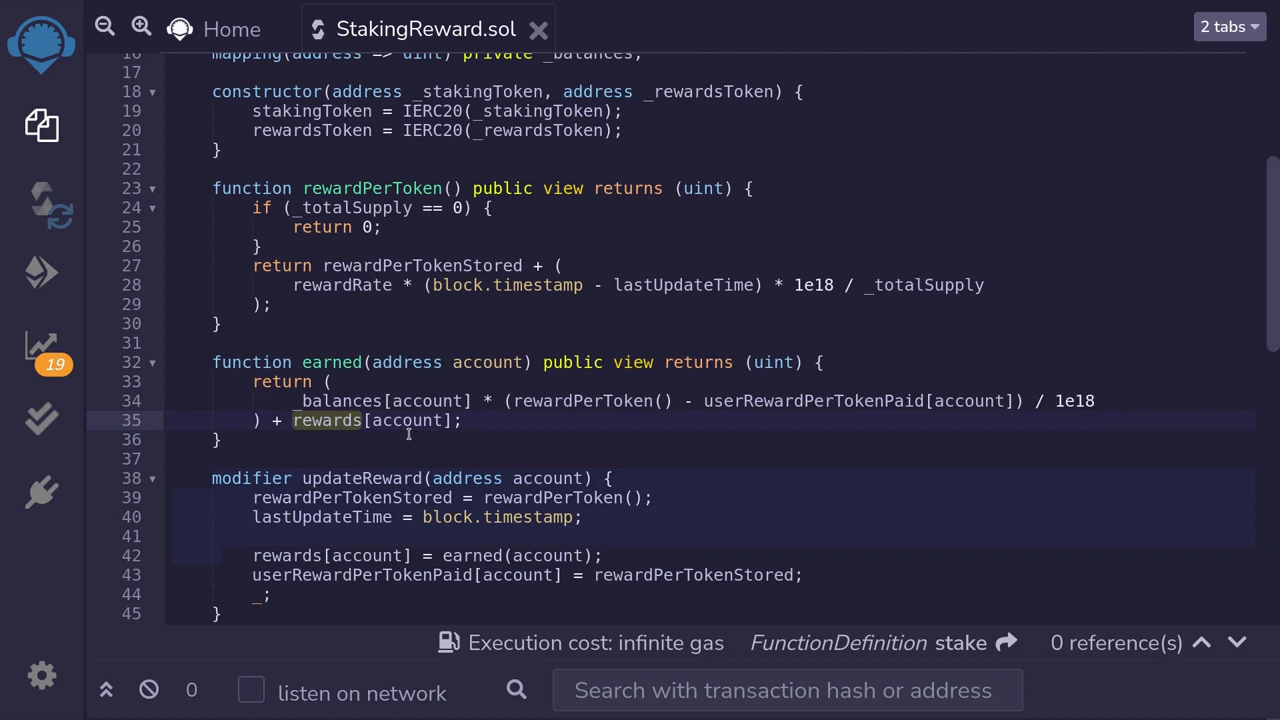 Home
StakingReward.sol
2 tabs
16 mapping(address => uint) private _balances;
17
18 constructor(address _stakingToken, address _rewardsToken) {
19 stakingToken = IERC20(_stakingToken);
20 rewardsToken = IERC20(_rewardsToken);
21 }
22
23 function rewardPerToken() public view returns (uint) {
24 if (_totalSupply == 0) {
25 return 0;
26 }
27 return rewardPerTokenStored + (
28 rewardRate * (block.timestamp - lastUpdateTime) * 1e18 / _totalSupply
29 );
30 }
31
32 function earned(address account) public view returns (uint) {
33 return (
34 _balances[account] * (rewardPerToken() - userRewardPerTokenPaid[account]) / 1e18
35 ) + rewards[account];
36 }
37
38 modifier updateReward(address account) {
39 rewardPerTokenStored = rewardPerToken();
40 lastUpdateTime = block.timestamp;
41
42 rewards[account] = earned(account);
43 userRewardPerTokenPaid[account] = rewardPerTokenStored;
44 _;
45 }
19
Execution cost: infinite gas FunctionDefinition stake 0 reference(s)
0 listen on network Search with transaction hash or address